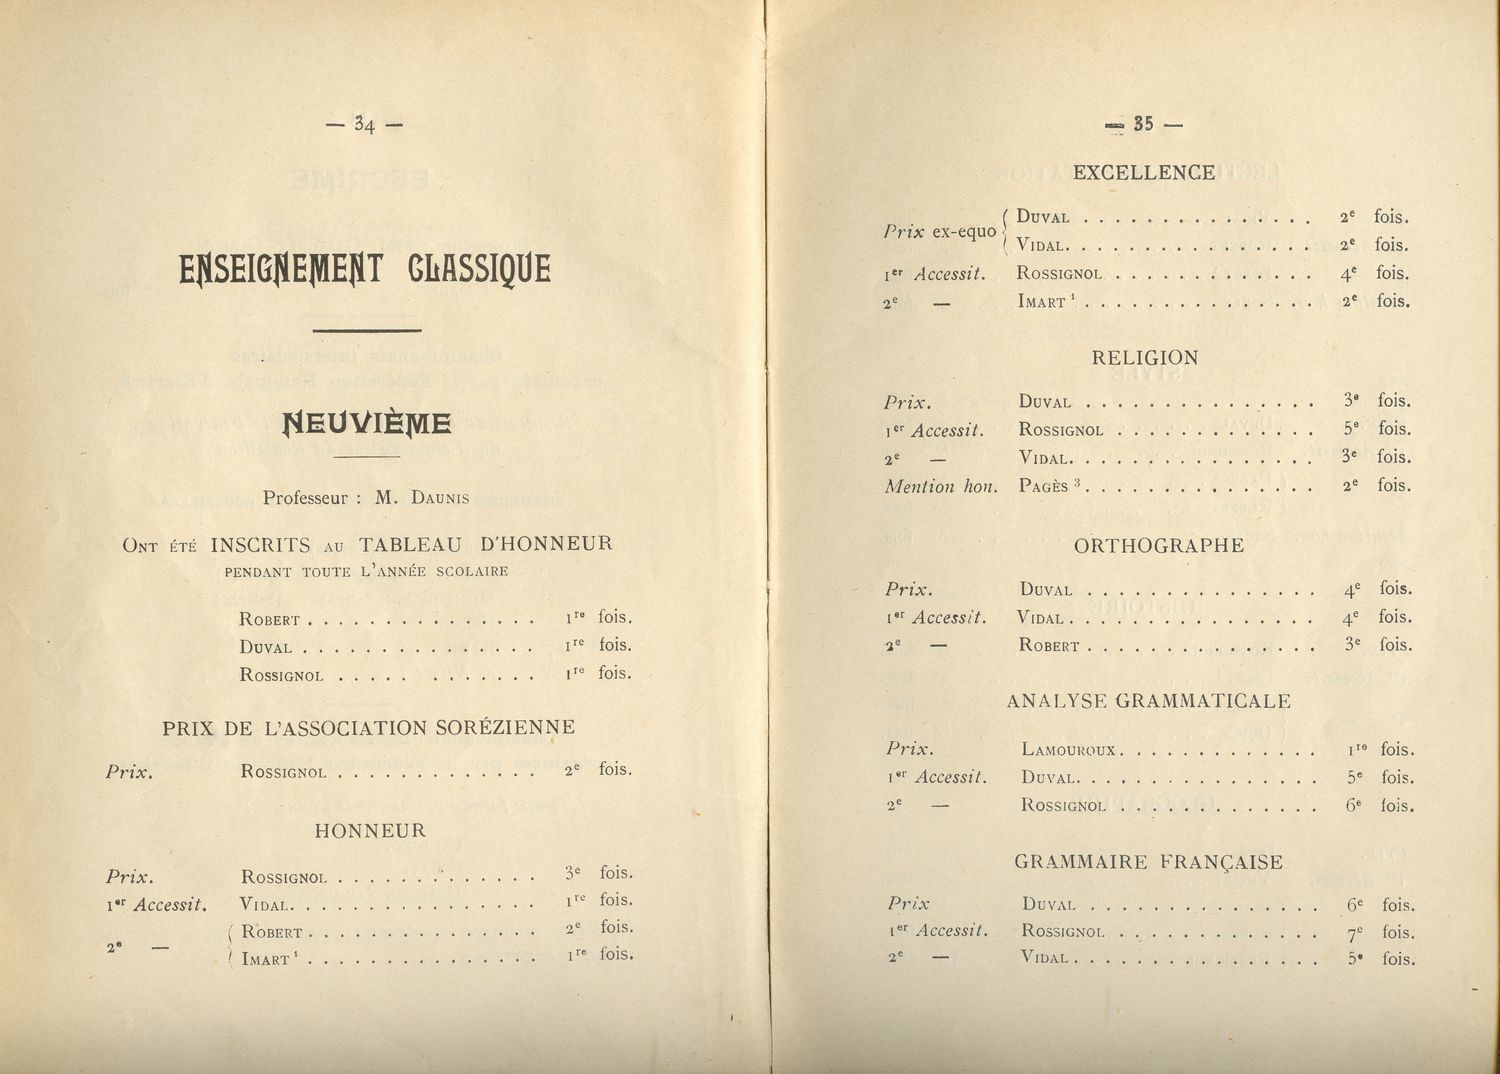 — 34 —
ENSEIGNEMENT CLASSIQUE
NEUVIÈME
Professeur : M. DAUNIS
ONT ÉTÉ INSCRITS AU TABLEAU D'HONNEUR
PENDANT TOUTE L'ANNÉE SCOLAIRE
ROBERT . . . . . . . . . . . . . . . 1re fois.
DUVAL . . . . . . . . . . . . . . . 1re fois.
ROSSIGNOL . . . . . . . . . . . . 1re fois.
PRIX DE L'ASSOCIATION SORÉZIENNE
Prix. ROSSIGNOL . . . . . . . . . . . . . 2e fois.
HONNEUR
Prix. ROSSIGNOL . . . . . . . . . . . . . 3e fois.
1er Accessit. VIDAL. . . . . . . . . . . . . . . . 1re fois.
2e — { ROBERT . . . . . . . . . . . . . . . 2e fois.
IMART 1 . . . . . . . . . . . . . . . 1re fois.
— 35 —
EXCELLENCE
Prix ex-equo { DUVAL . . . . . . . . . . . . . . . 2e fois.
VIDAL. . . . . . . . . . . . . . . . 2e fois.
1er Accessit. ROSSIGNOL . . . . . . . . . . . . . 4e fois.
2e — IMART 1 . . . . . . . . . . . . . . . 2e fois.
RELIGION
Prix. DUVAL . . . . . . . . . . . . . . . 3e fois.
1er Accessit. ROSSIGNOL . . . . . . . . . . . . . 5e fois.
2e — VIDAL. . . . . . . . . . . . . . . . 3e fois.
Mention hon. PAGÈS 3. . . . . . . . . . . . . . . 2e fois.
ORTHOGRAPHE
Prix. DUVAL . . . . . . . . . . . . . . . 4e fois.
1er Accessit. VIDAL. . . . . . . . . . . . . . . . 4e fois.
2e — ROBERT . . . . . . . . . . . . . . . 3e fois.
ANALYSE GRAMMATICALE
Prix. LAMOUROUX. . . . . . . . . . . . . 1re fois.
1er Accessit. DUVAL. . . . . . . . . . . . . . . . 5e fois.
2e — ROSSIGNOL . . . . . . . . . . . . . 6e fois.
GRAMMAIRE FRANÇAISE
Prix DUVAL . . . . . . . . . . . . . . . 6e fois.
1er Accessit. ROSSIGNOL . . . . . . . . . . . . . 7e fois.
2e — VIDAL . . . . . . . . . . . . . . . . 5e fois.